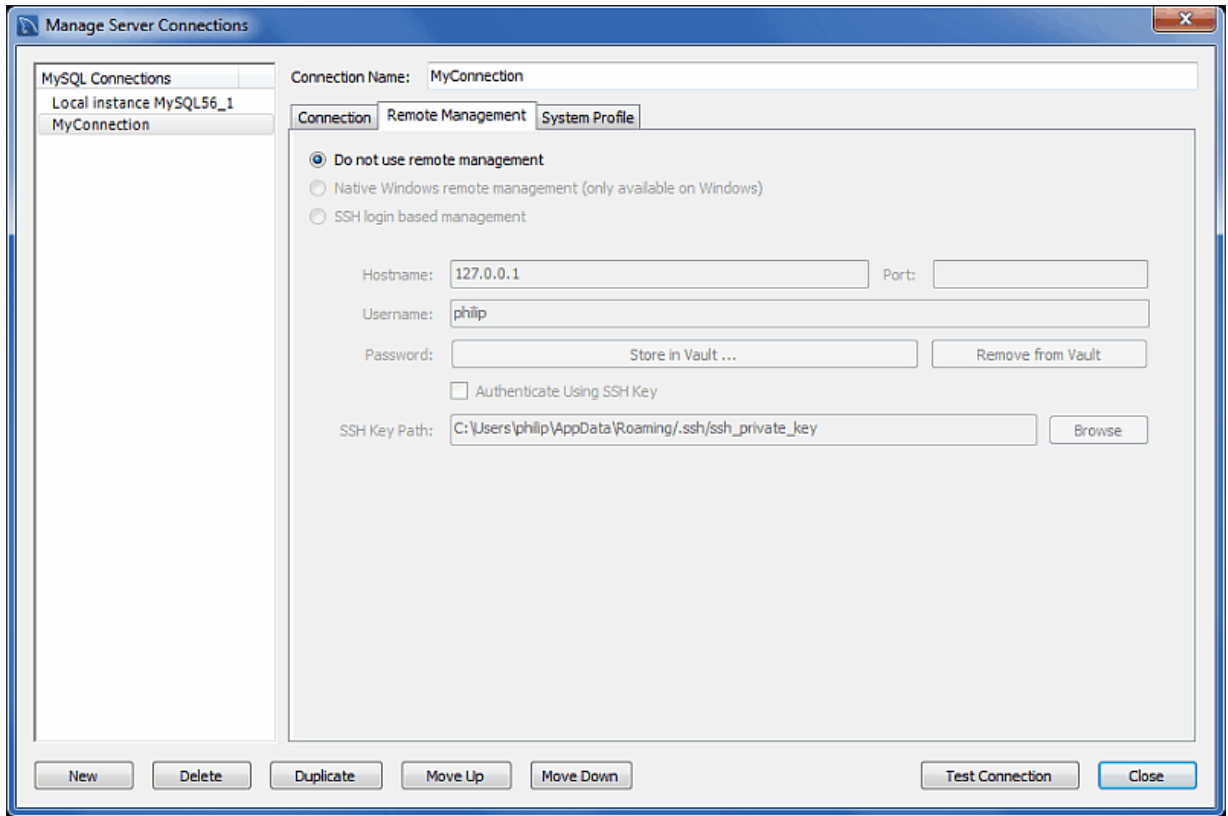 Manage Server Connections
MySQL Connections
Local instance MySQL56_1
MyConnection
Connection Name: MyConnection
Connection Remote Management System Profile
Do not use remote management
Native Windows remote management (only available on Windows)
SSH login based management
Hostname: 127.0.0.1 Port:
Username: philip
Password: Store in Vault ... Remove from Vault
Authenticate Using SSH Key
SSH Key Path: C:\Users\philip\AppData\Roaming/.ssh/ssh_private_key Browse
New Delete Duplicate Move Up Move Down Test Connection Close